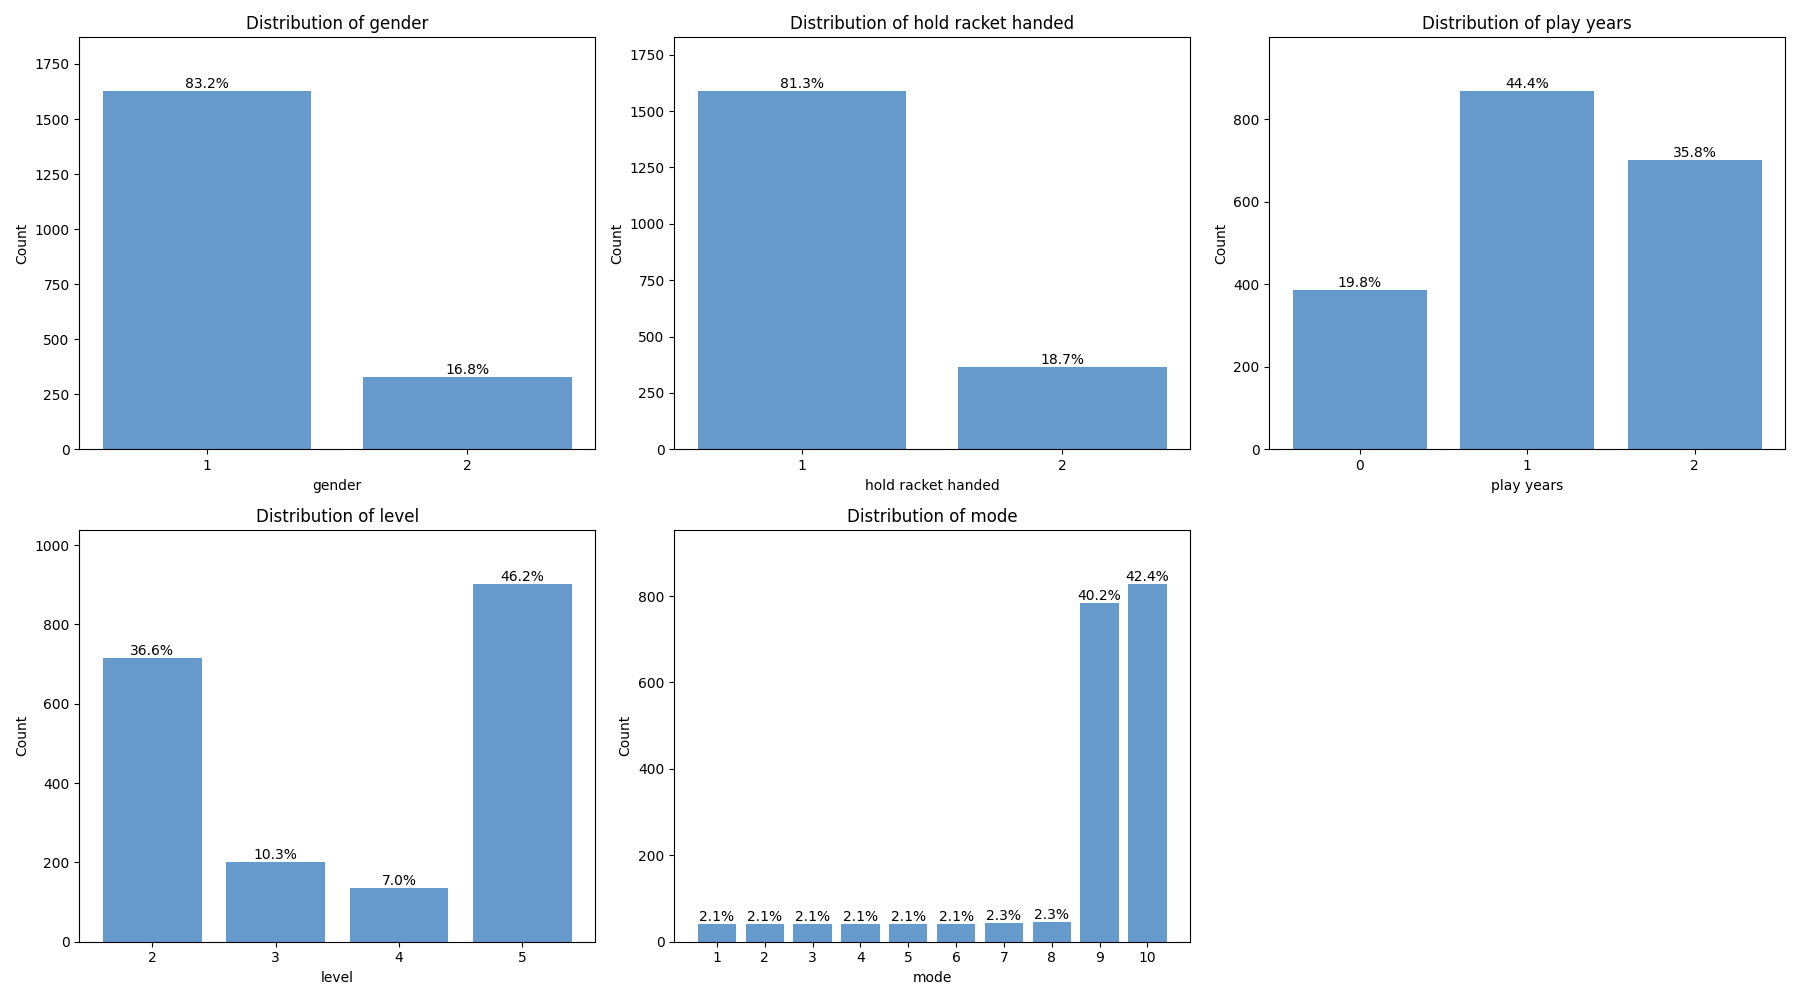 Distribution of gender
1750
1500
1250
1000
750
500
250
0
Count
83.2%
16.8%
1 2
gender
Distribution of hold racket handed
1750
1500
1250
1000
750
500
250
0
Count
81.3%
18.7%
1 2
hold racket handed
Distribution of play years
800
600
400
200
0
Count
19.8%
44.4%
35.8%
0 1 2
play years
Distribution of level
1000
800
600
400
200
0
Count
36.6%
10.3%
7.0%
46.2%
2 3 4 5
level
Distribution of mode
800
600
400
200
0
Count
2.1% 2.1% 2.1% 2.1% 2.1% 2.1% 2.3% 2.3% 40.2% 42.4%
1 2 3 4 5 6 7 8 9 10
mode